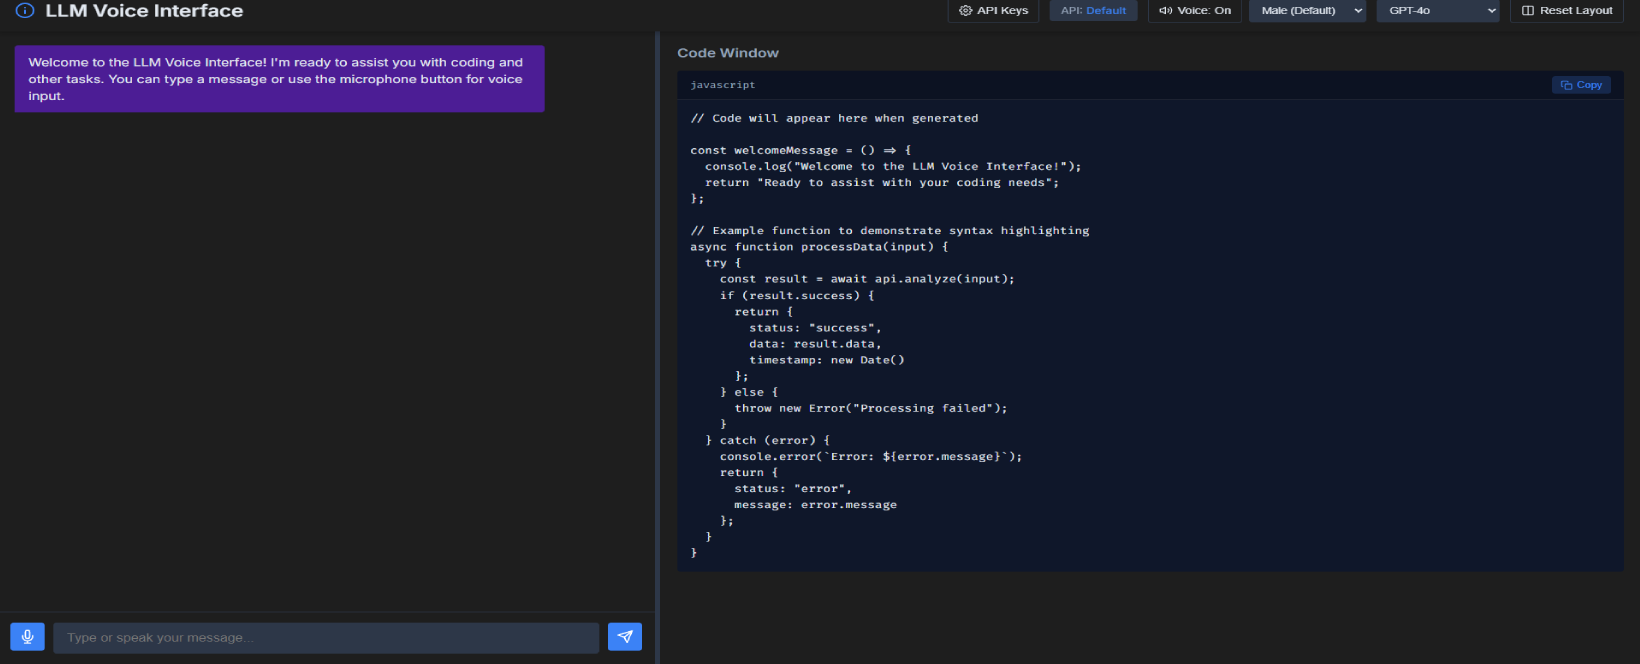 LLM Voice Interface
API Keys
API: Default
Voice: On
Male (Default)
GPT-4o
Reset Layout
Welcome to the LLM Voice Interface! I'm ready to assist you with coding and
other tasks. You can type a message or use the microphone button for voice
input.
Type or speak your message...
Code Window
javascript
Copy
// Code will appear here when generated
const welcomeMessage = () => {
  console.log("Welcome to the LLM Voice Interface!");
  return "Ready to assist with your coding needs";
};
// Example function to demonstrate syntax highlighting
async function processData(input) {
  try {
    const result = await api.analyze(input);
    if (result.success) {
      return {
        status: "success",
        data: result.data,
        timestamp: new Date()
      };
    } else {
      throw new Error("Processing failed");
    }
  } catch (error) {
    console.error(`Error: ${error.message}`);
    return {
      status: "error",
      message: error.message
    };
  }
}